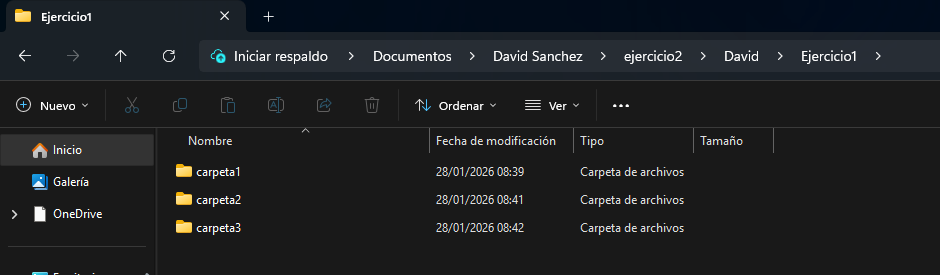 Ejercicio1
Iniciar respaldo > Documentos > David Sanchez > ejercicio2 > David > Ejercicio1 >
Nuevo Ordenar Ver ...
Nombre Fecha de modificación Tipo Tamaño
Inicio
Galería
OneDrive
carpeta1 28/01/2026 08:39 Carpeta de archivos
carpeta2 28/01/2026 08:41 Carpeta de archivos
carpeta3 28/01/2026 08:42 Carpeta de archivos